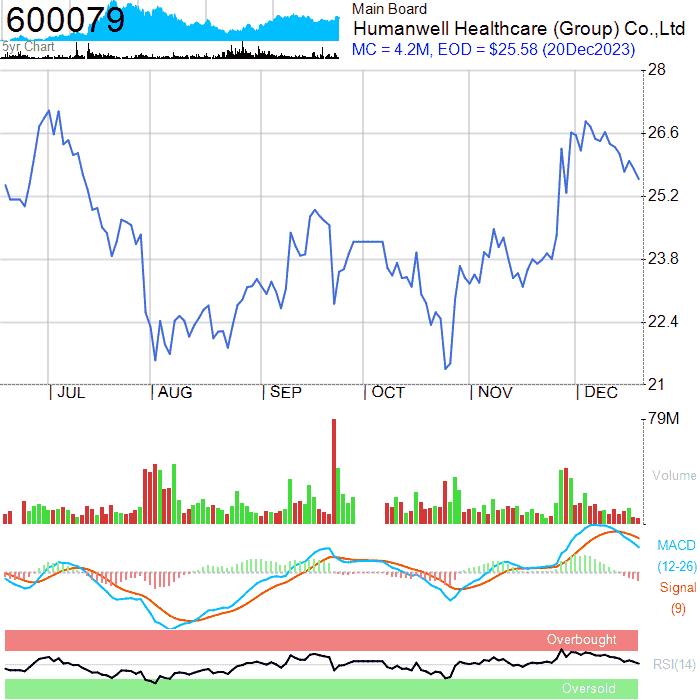 600079
5yr Chart
Main Board
Humanwell Healthcare (Group) Co.,Ltd
MC = 4.2M, EOD = $25.58 (20Dec2023)
28
26.6
25.2
23.8
22.4
21
JUL
AUG
SEP
OCT
NOV
DEC
79M
Volume
MACD
(12-26)
Signal
(9)
Overbought
RSI(14)
Oversold